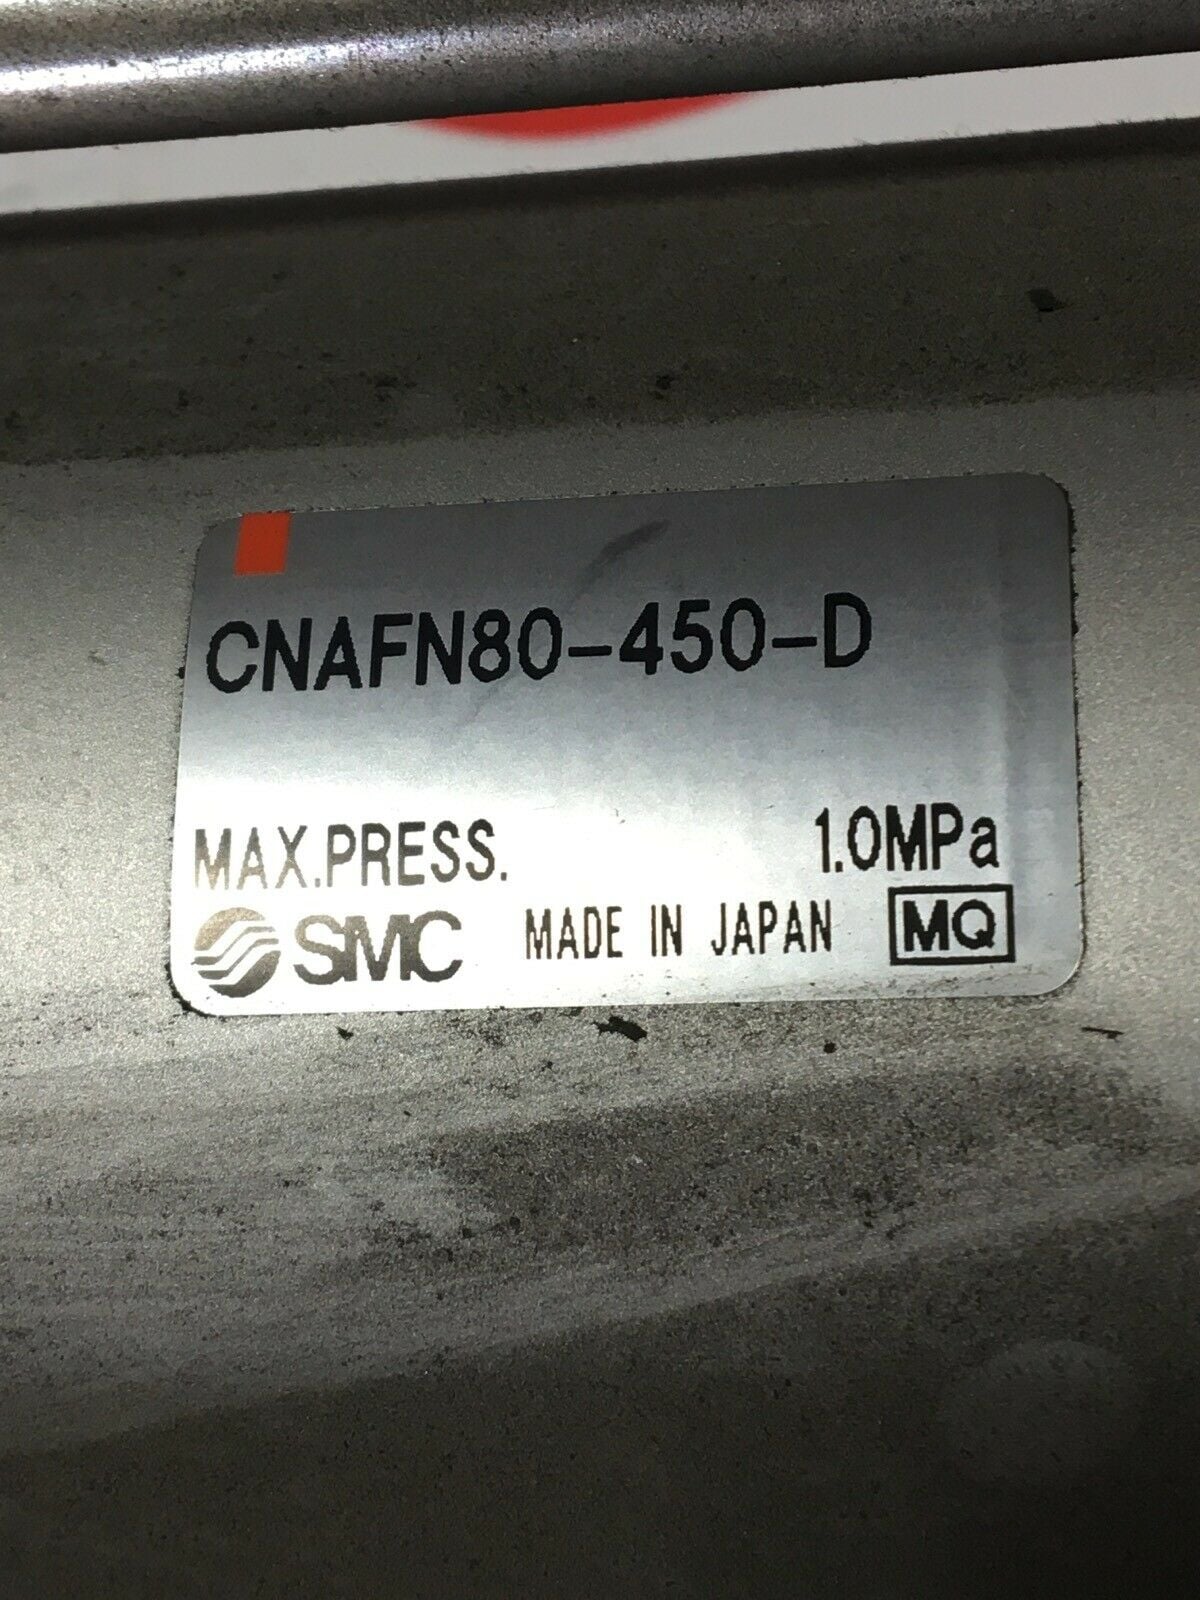 CNAFN80-450-D
MAX.PRESS. 1.0MPa
SMC MADE IN JAPAN MQ